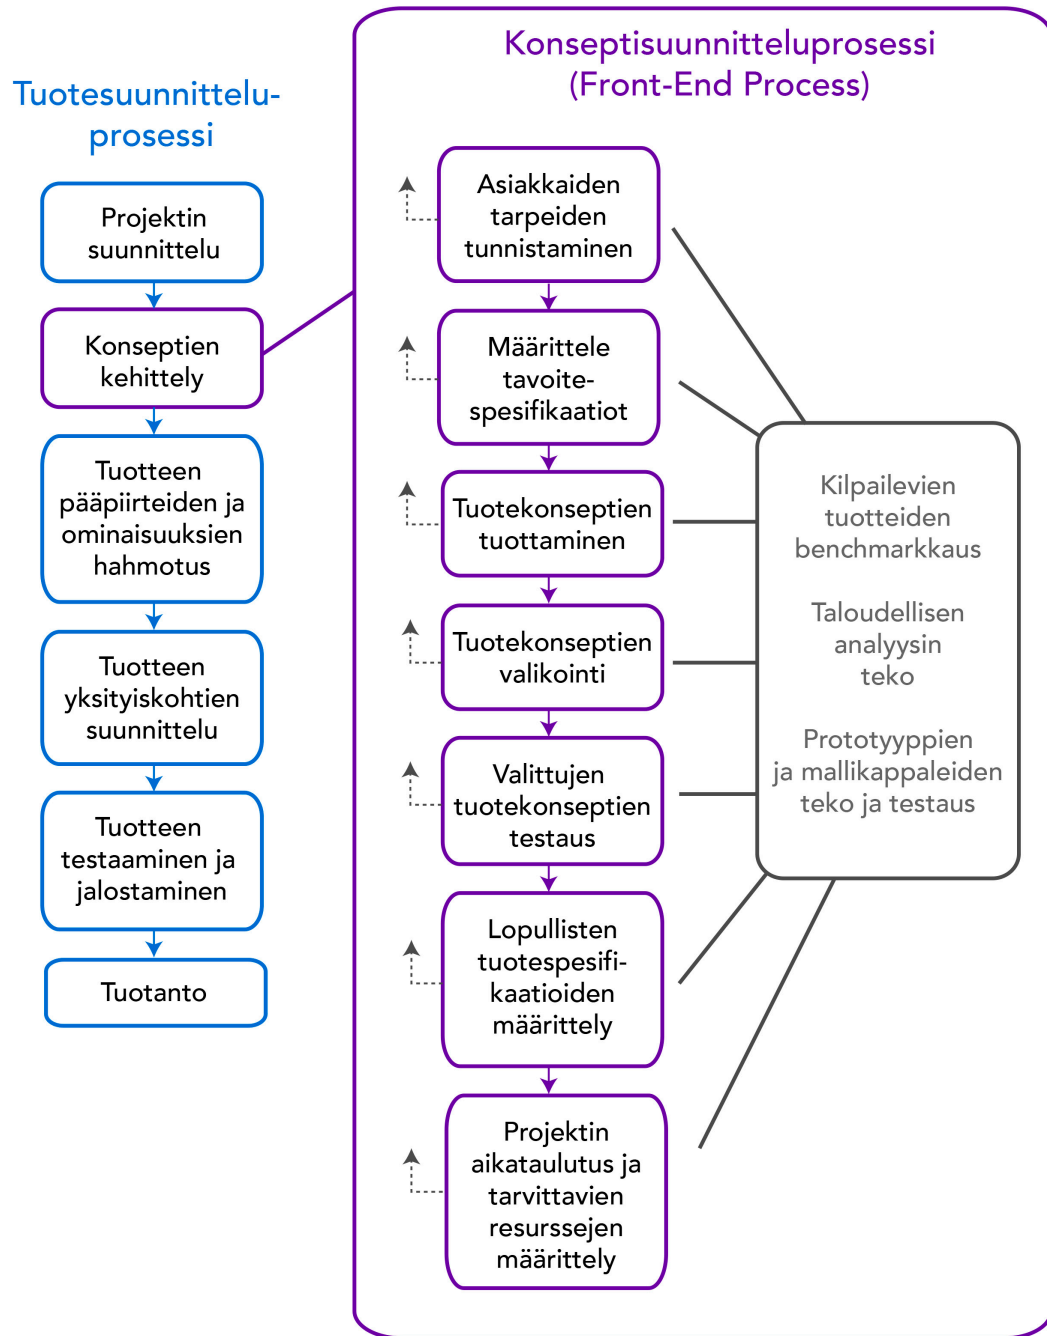 Tuotesuunnittelu-
prosessi
Projektin
suunnittelu
Konseptien
kehittely
Tuotteen
pääpiirteiden ja
ominaisuuksien
hahmotus
Tuotteen
yksityiskohtien
suunnittelu
Tuotteen
testaaminen ja
jalostaminen
Tuotanto
Konseptisuunnitteluprosessi
(Front-End Process)
Asiakkaiden
tarpeiden
tunnistaminen
Määrittele
tavoite-
spesifikaatiot
Tuotekonseptien
tuottaminen
Tuotekonseptien
valikointi
Valittujen
tuotekonseptien
testaus
Lopullisten
tuotespesifi-
kaatioiden
määrittely
Projektin
aikataulutus ja
tarvittavien
resurssejen
määrittely
Kilpailevien
tuotteiden
benchmarkkaus
Taloudellisen
analyysin
teko
Prototyyppien
ja mallikappaleiden
teko ja testaus